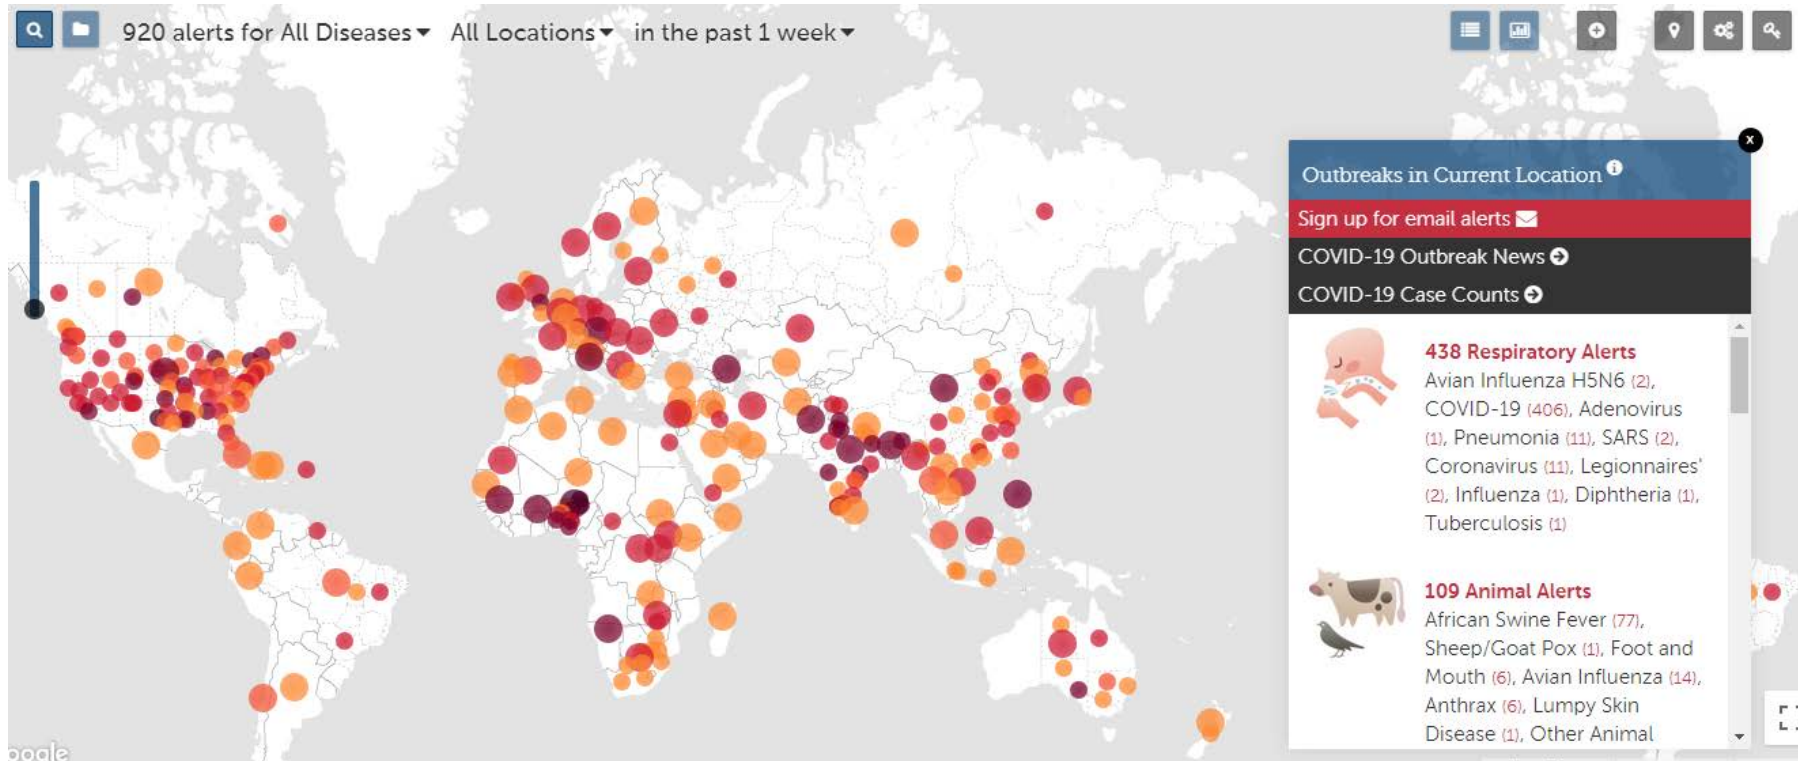 920 alerts for All Diseases All Locations in the past 1 week
Outbreaks in Current Location
Sign up for email alerts
COVID-19 Outbreak News
COVID-19 Case Counts
438 Respiratory Alerts
Avian Influenza H5N6 (2),
COVID-19 (406), Adenovirus
(1), Pneumonia (11), SARS (2),
Coronavirus (11), Legionnaires'
(2), Influenza (1), Diphtheria (1),
Tuberculosis (1)
109 Animal Alerts
African Swine Fever (77),
Sheep/Goat Pox (1), Foot and
Mouth (6), Avian Influenza (14),
Anthrax (6), Lumpy Skin
Disease (1), Other Animal